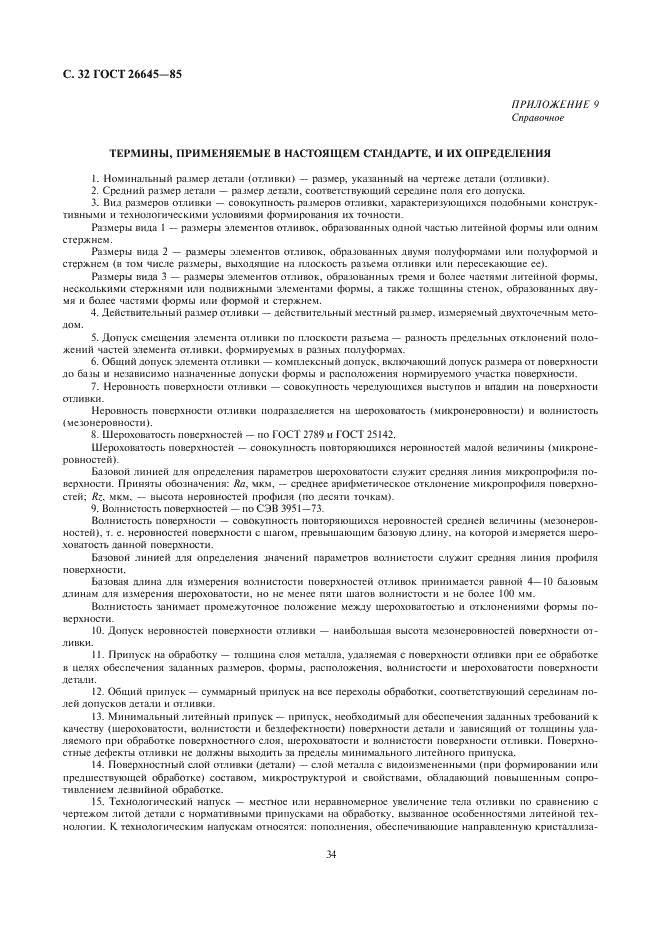 С. 32 ГОСТ 26645—85
ПРИЛОЖЕНИЕ 9
Справочное
ТЕРМИНЫ, ПРИМЕНЯЕМЫЕ В НАСТОЯЩЕМ СТАНДАРТЕ, И ИХ ОПРЕДЕЛЕНИЯ
1. Номинальный размер детали (отливки) — размер, указанный на чертеже детали (отливки).
2. Средний размер детали — размер детали, соответствующий середине поля его допуска.
3. Вид размеров отливки — совокупность размеров отливки, характеризующихся подобными конструк-
тивными и технологическими условиями формирования их точности.
Размеры вида 1 — размеры элементов отливок, образованных одной частью литейной формы или одним
стержнем.
Размеры вида 2 — размеры элементов отливок, образованных двумя полуформами или полуформой и
стержнем (в том числе размеры, выходящие на плоскость разъема отливки или пересекающие ее).
Размеры вида 3 — размеры элементов отливок, образованных тремя и более частями литейной формы,
несколькими стержнями или подвижными элементами формы, а также толщины стенок, образованных дву-
мя и более частями формы или формой и стержнем.
4. Действительный размер отливки — действительный местный размер, измеряемый двухточечным мето-
дом.
5. Допуск смещения элемента отливки по плоскости разъема — разность предельных отклонений поло-
жений частей элемента отливки, формируемых в разных полуформах.
6. Общий допуск элемента отливки — комплексный допуск, включающий допуск размера от поверхности
до базы и независимо назначенные допуски формы и расположения нормируемого участка поверхности.
7. Неровность поверхности отливки — совокупность чередующихся выступов и впадин на поверхности
отливки.
Неровность поверхности отливки подразделяется на шероховатость (микронеровности) и волнистость
(мезонеровности).
8. Шероховатость поверхностей — по ГОСТ 2789 и ГОСТ 25142.
Шероховатость поверхностей — совокупность повторяющихся неровностей малой величины (микроне-
ровностей).
Базовой линией для определения параметров шероховатости служит средняя линия микропрофиля по-
верхности. Приняты обозначения: Ra, мкм, — среднее арифметическое отклонение микропрофиля поверхно-
стей; Rz, мкм, — высота неровностей профиля (по десяти точкам).
9. Волнистость поверхностей — по СЭВ 3951—73.
Волнистость поверхности — совокупность повторяющихся неровностей средней величины (мезонеров-
ностей), т. е. неровностей поверхности с шагом, превышающим базовую длину, на которой измеряется шеро-
ховатость данной поверхности.
Базовой линией для определения значений параметров волнистости служит средняя линия профиля
поверхности.
Базовая длина для измерения волнистости поверхностей отливок принимается равной 4—10 базовым
длинам для измерения шероховатости, но не менее пяти шагов волнистости и не более 100 мм.
Волнистость занимает промежуточное положение между шероховатостью и отклонениями формы по-
верхности.
10. Допуск неровностей поверхности отливки — наибольшая высота мезонеровностей поверхности от-
ливки.
11. Припуск на обработку — толщина слоя металла, удаляемая с поверхности отливки при ее обработке
в целях обеспечения заданных размеров, формы, расположения, волнистости и шероховатости поверхности
детали.
12. Общий припуск — суммарный припуск на все переходы обработки, соответствующий серединам по-
лей допусков детали и отливки.
13. Минимальный литейный припуск — припуск, необходимый для обеспечения заданных требований к
качеству (шероховатости, волнистости и бездефектности) поверхности детали и зависящий от толщины уда-
ляемого при обработке поверхностного слоя, шероховатости и волнистости поверхности отливки. Поверхно-
стные дефекты отливки не должны выходить за пределы минимального литейного припуска.
14. Поверхностный слой отливки (детали) — слой металла с видоизмененными (при формировании или
предшествующей обработке) составом, микроструктурой и свойствами, обладающий повышенным сопро-
тивлением лезвийной обработке.
15. Технологический напуск — местное или неравномерное увеличение тела отливки по сравнению с
чертежом литой детали с нормативными припусками на обработку, вызванное особенностями литейной тех-
нологии. К технологическим напускам относятся: пополнения, обеспечивающие направленную кристаллиза-
34